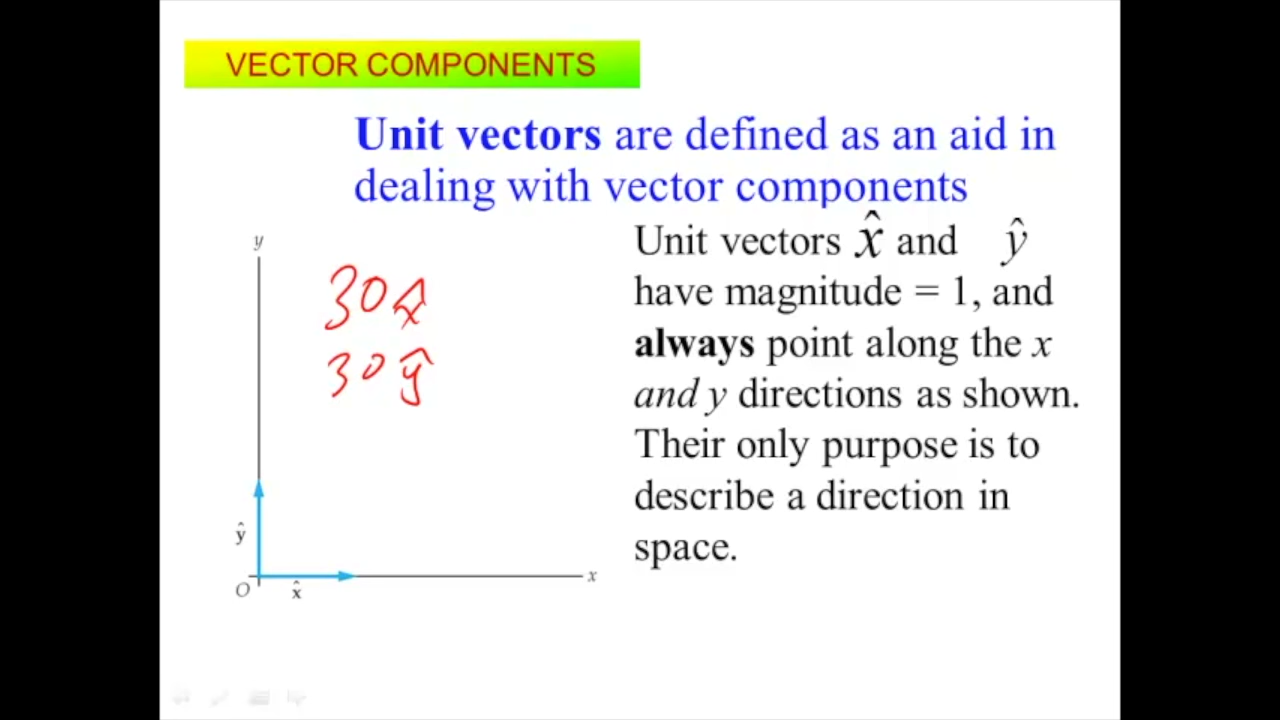 VECTOR COMPONENTS
Unit vectors are defined as an aid in
dealing with vector components
Unit vectors x̂ and ŷ
have magnitude = 1, and
always point along the x
and y directions as shown.
Their only purpose is to
describe a direction in
space.
y
30x̂
30ŷ
ŷ
O
x̂
x